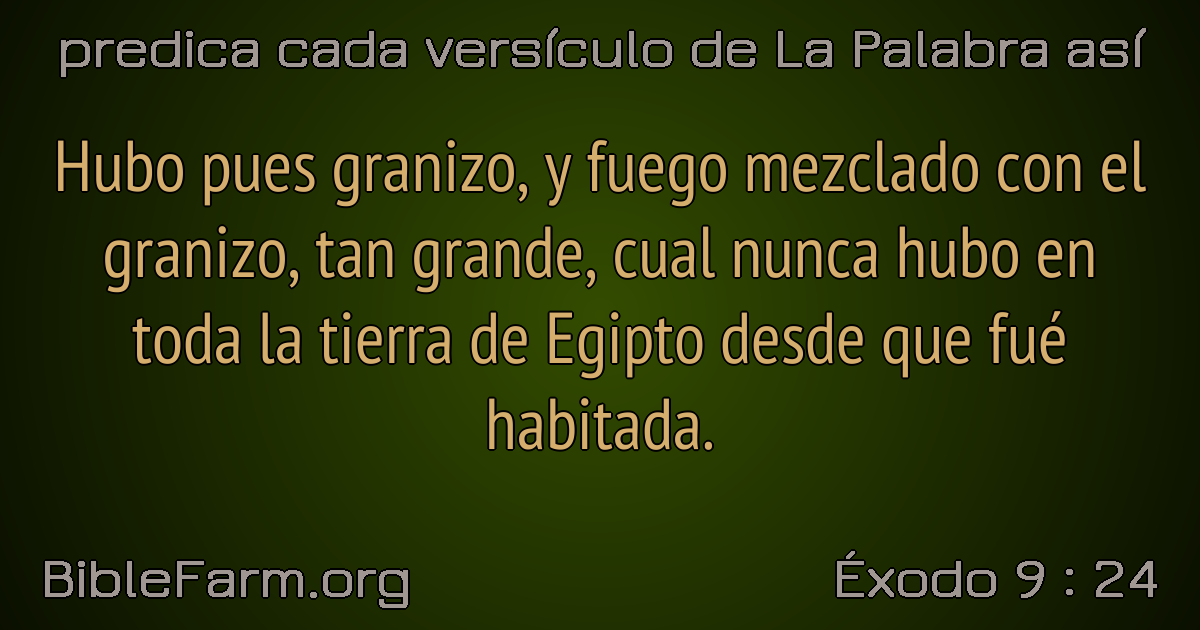 predica cada versículo de La Palabra así
Hubo pues granizo, y fuego mezclado con el
granizo, tan grande, cual nunca hubo en
toda la tierra de Egipto desde que fué
habitada.
BibleFarm.org
Éxodo 9 : 24